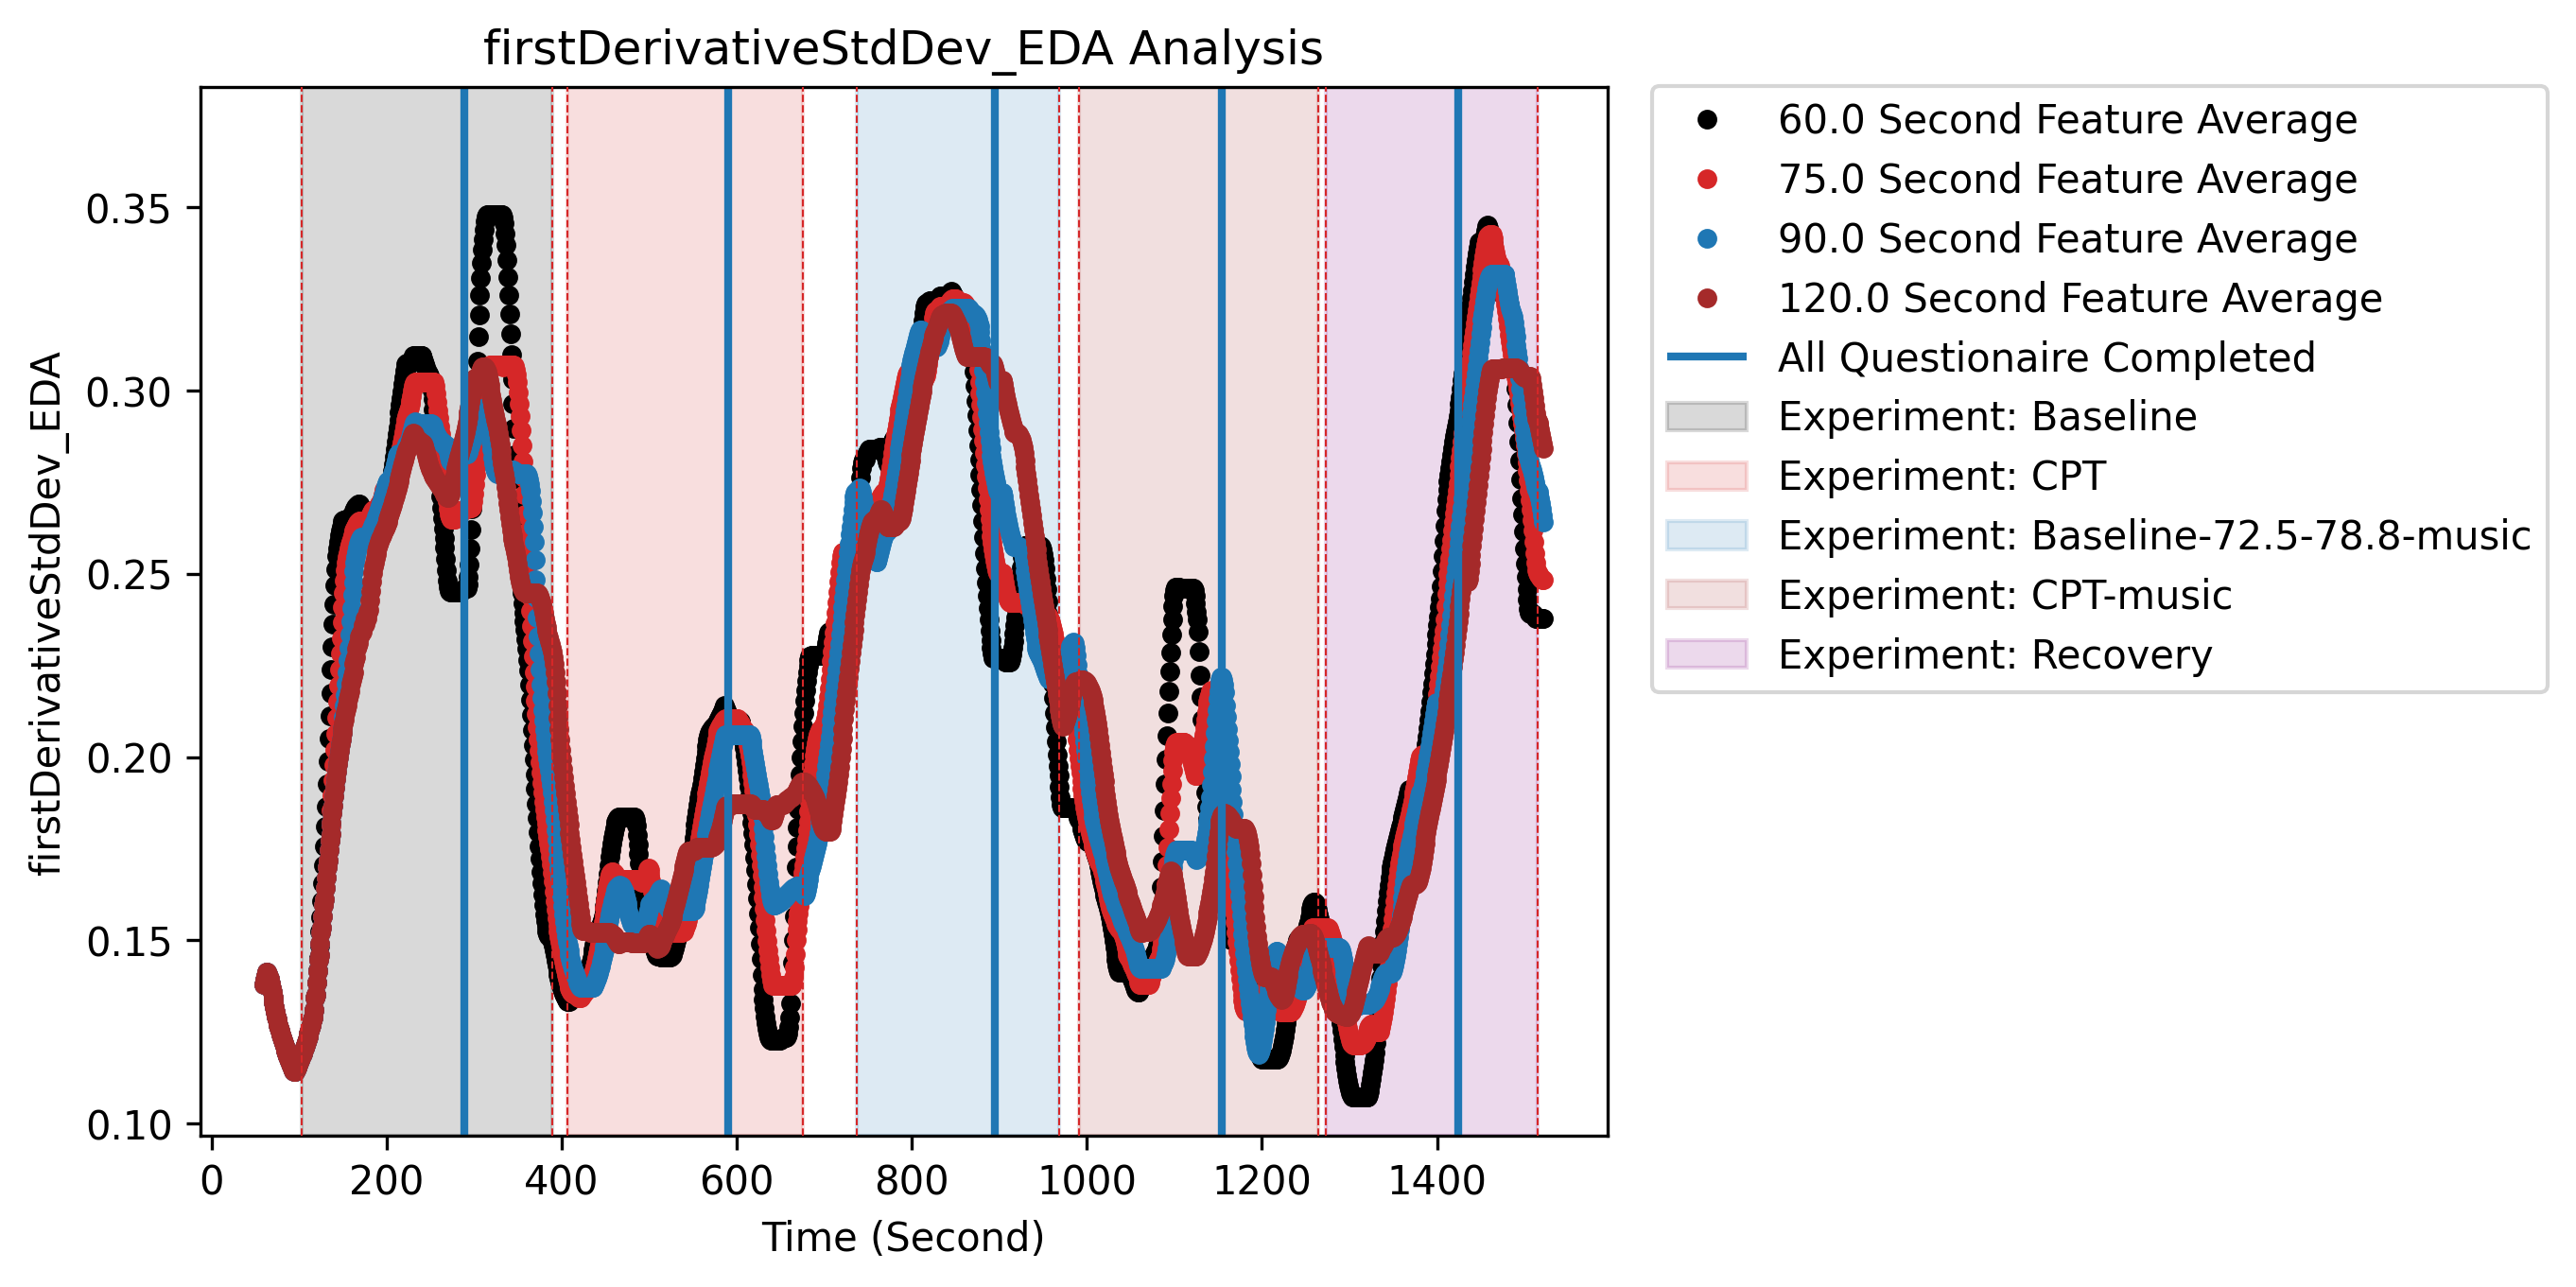 firstDerivativeStdDev_EDA Analysis
firstDerivativeStdDev_EDA
0.35
0.30
0.25
0.20
0.15
0.10
0 200 400 600 800 1000 1200 1400
Time (Second)
60.0 Second Feature Average
75.0 Second Feature Average
90.0 Second Feature Average
120.0 Second Feature Average
All Questionaire Completed
Experiment: Baseline
Experiment: CPT
Experiment: Baseline-72.5-78.8-music
Experiment: CPT-music
Experiment: Recovery